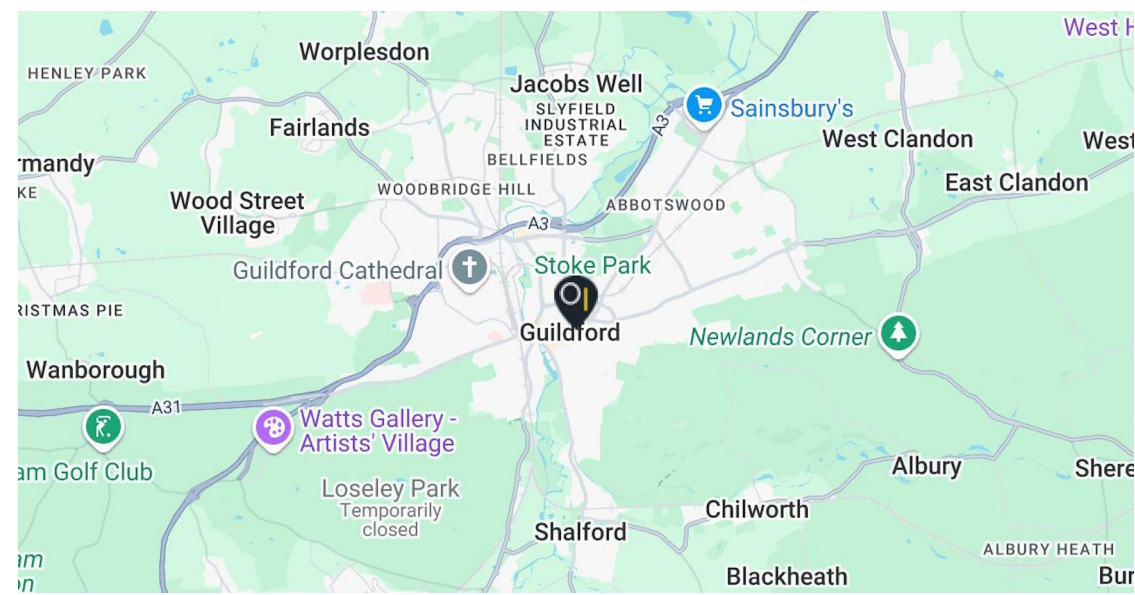 West H
Worplesdon
HENLEY PARK
Jacobs Well
SLYFIELD
INDUSTRIAL
ESTATE
A3
Sainsbury's
Fairlands
West Clandon
West
rmandy
BELLFIELDS
KE
WOODBRIDGE HILL
East Clandon
Wood Street
Village
ABBOTSWOOD
A3
Guildford Cathedral
Stoke Park
RISTMAS PIE
Guildford
Newlands Corner
Wanborough
A31
Watts Gallery -
Artists' Village
am Golf Club
Albury
Shere
Loseley Park
Temporarily
closed
Chilworth
Shalford
ALBURY HEATH
am
on
Blackheath
Bur